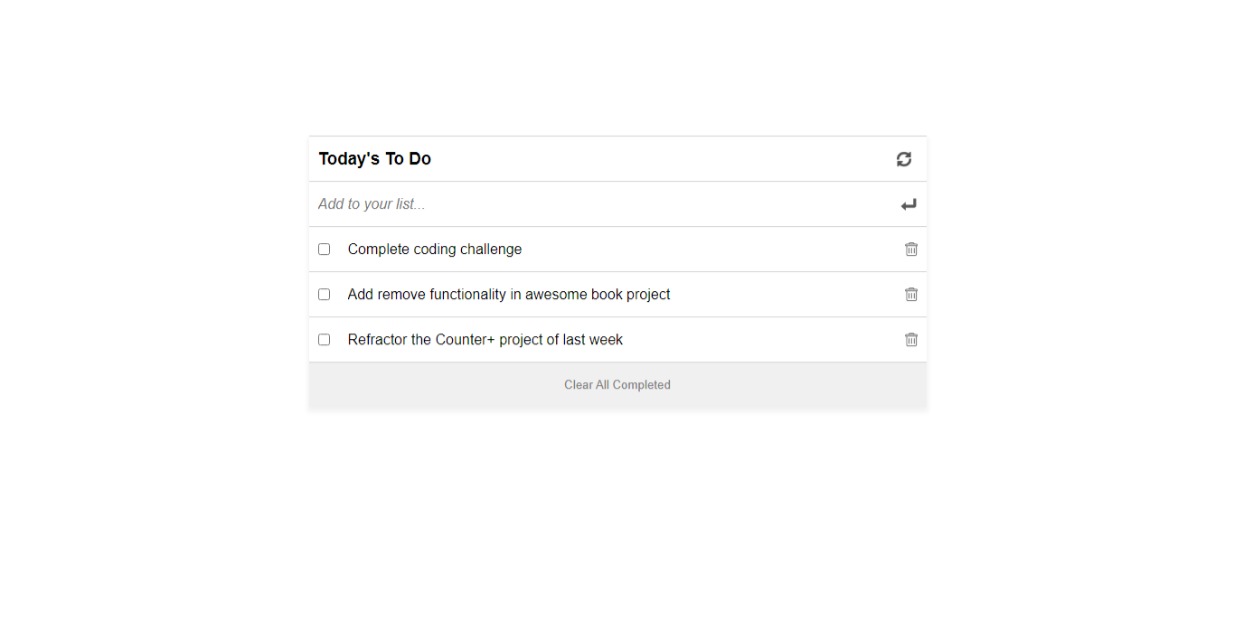 Today's To Do
Add to your list...
Complete coding challenge
Add remove functionality in awesome book project
Refractor the Counter+ project of last week
Clear All Completed